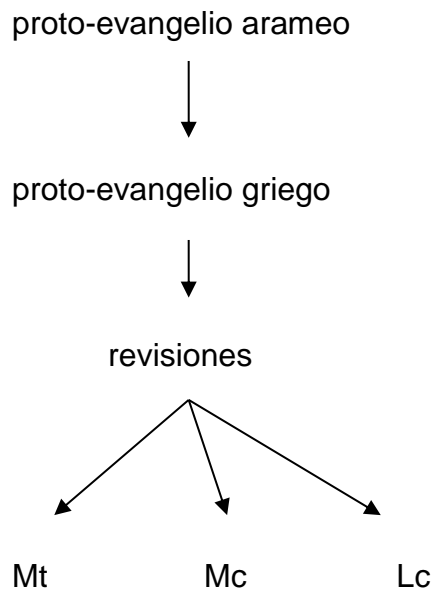 proto-evangelio arameo
proto-evangelio griego
revisiones
Mt Mc Lc